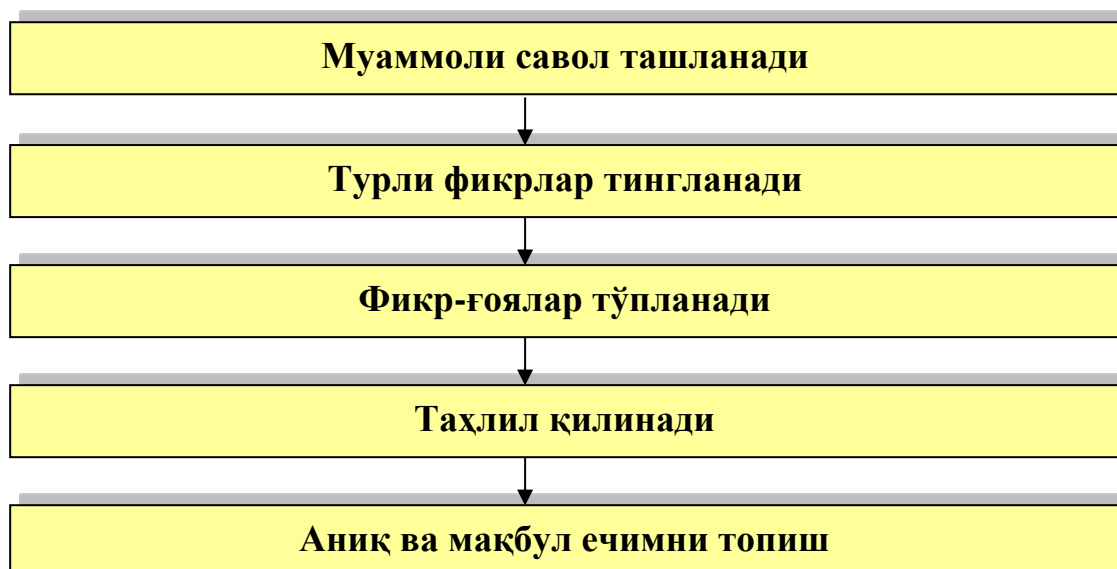 Муаммоли савол ташланади
Турли фикрлар тингланади
Фикр-ғоялар тўпланади
Таҳлил қилинади
Аниқ ва мақбул ечимни топиш